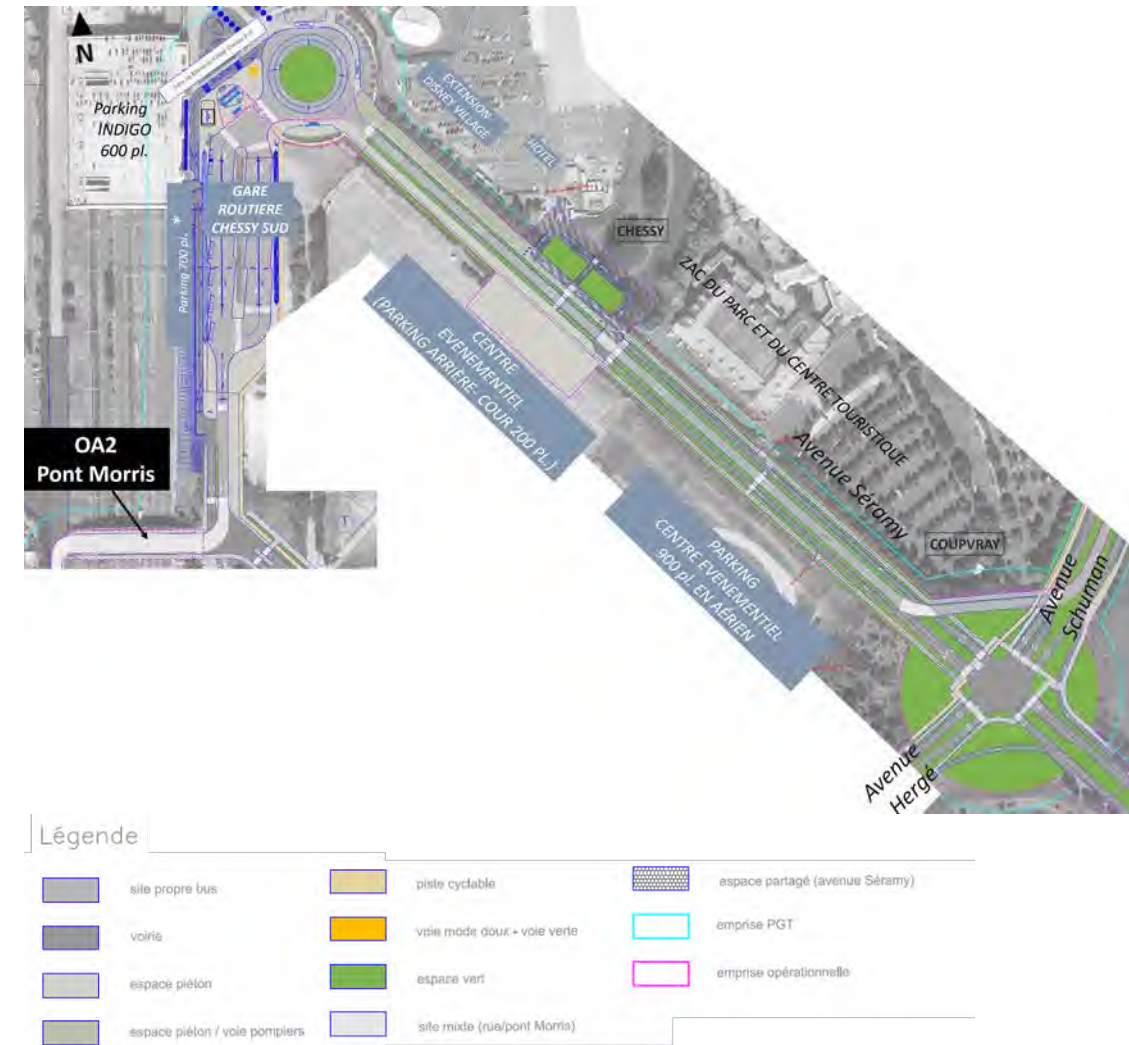 N
Parking
INDIGO
600 pl.
EXTENSION
DISNEY VILLAGE
HÔTEL
GARE
ROUTIERE
CHESSY SUD
Parking 700 pl. *
CHESSY
ZAC DU PARC ET DU CENTRE TOURISTIQUE
CENTRE
EVENEMENTIEL
(PARKING ARRIÈRE- COUR 200 PL.)
OA2
Pont Morris
Avenue Séramy
COUPVRAY
PARKING
CENTRE EVENEMENTIEL
900 pl. EN AÉRIEN
Avenue
Schuman
Avenue
Hergé
Légende
site propre bus
voirie
espace piéton
espace piéton / voie pompiers
piste cyclable
voie mode doux - voie verte
espace vert
site mixte (rue/pont Morris)
espace partagé (avenue Séramy)
emprise PGT
emprise opérationnelle